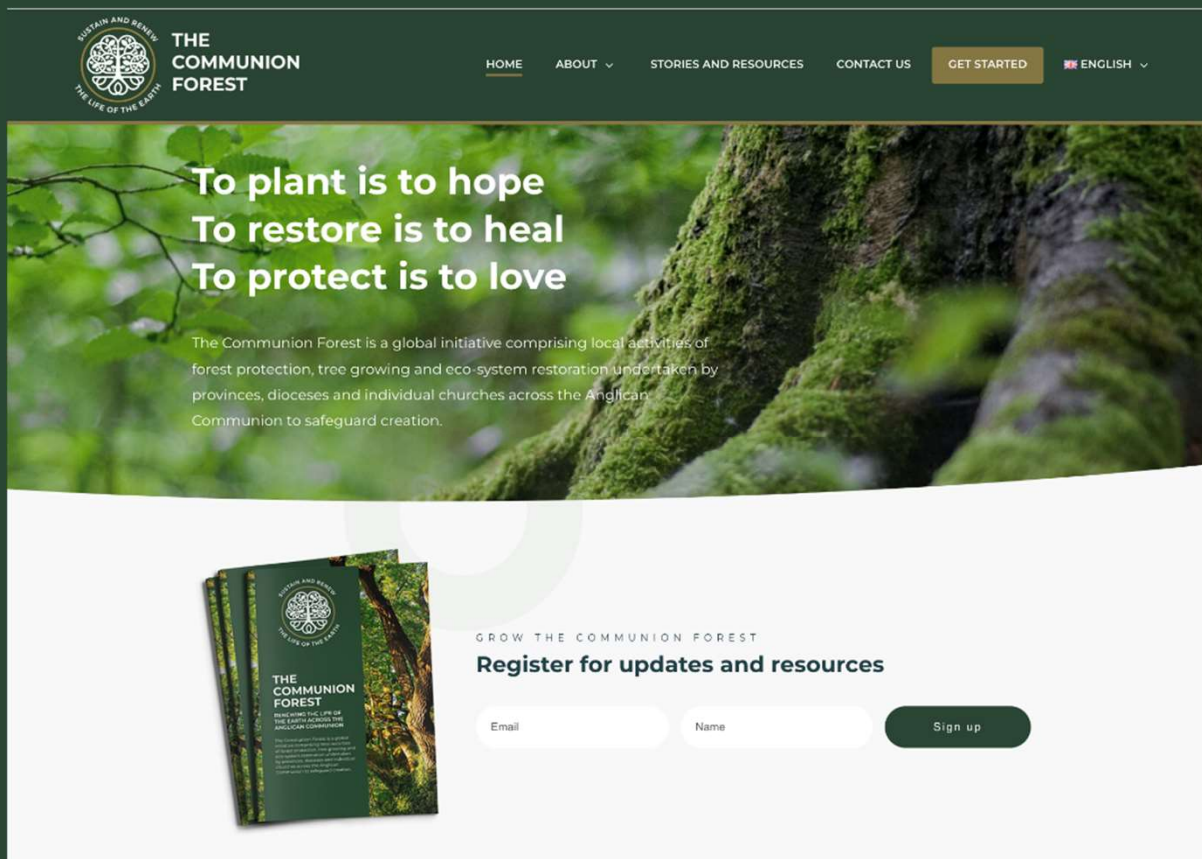 SUSTAIN AND RENEW
THE LIFE OF THE EARTH
THE
COMMUNION
FOREST
HOME
ABOUT
STORIES AND RESOURCES
CONTACT US
GET STARTED
ENGLISH
To plant is to hope
To restore is to heal
To protect is to love
The Communion Forest is a global initiative comprising local activities of
forest protection, tree growing and eco-system restoration undertaken by
provinces, dioceses and individual churches across the Anglican
Communion to safeguard creation.
SUSTAIN AND RENEW
THE LIFE OF THE EARTH
THE
COMMUNION
FOREST
RENEWING THE LIFE OF
THE EARTH ACROSS THE
ANGLICAN COMMUNION
GROW THE COMMUNION FOREST
Register for updates and resources
Email
Name
Sign up